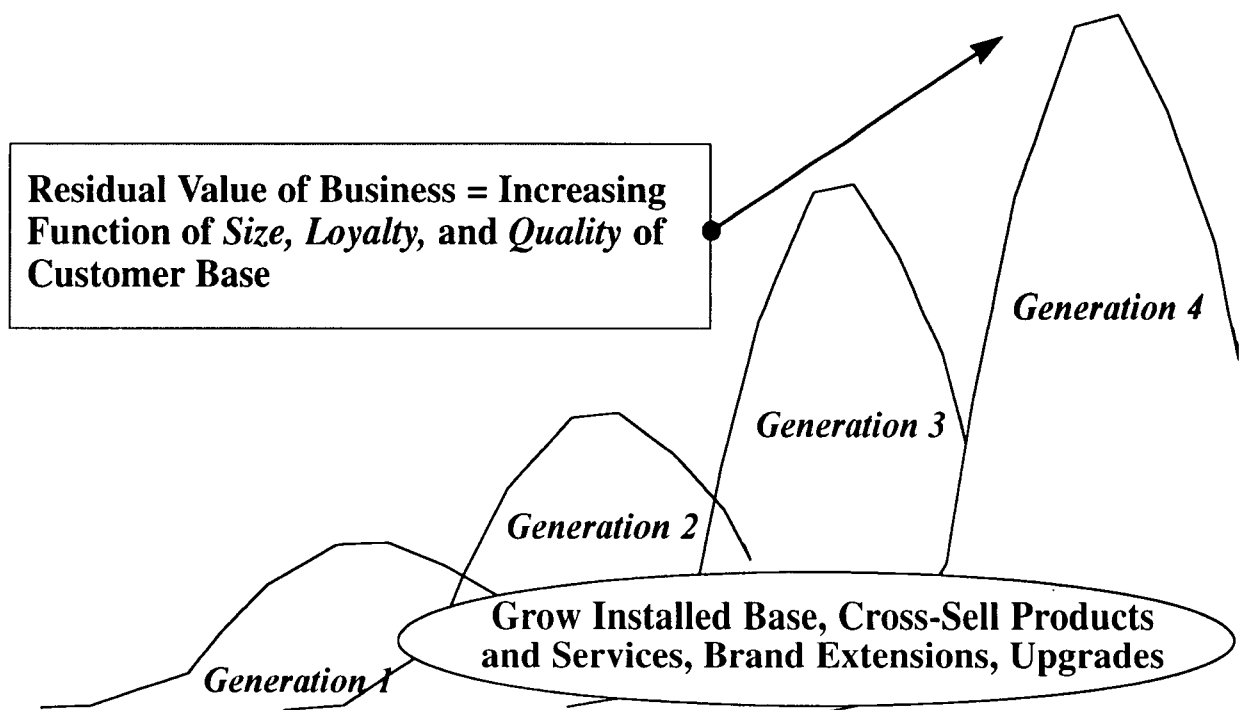 Residual Value of Business = Increasing
Function of Size, Loyalty, and Quality of
Customer Base
Generation 4
Generation 3
Generation 2
Grow Installed Base, Cross-Sell Products
and Services, Brand Extensions, Upgrades
Generation 1